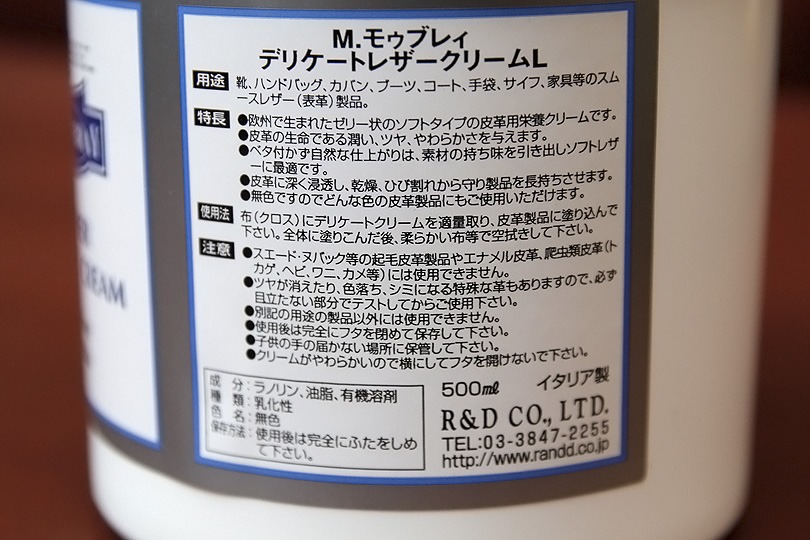 M.モゥブレィ
デリケートレザークリームL
用途 靴、ハンドバッグ、カバン、ブーツ、コート、手袋、サイフ、家具等のスム
ースレザー（表革）製品。
特長 ●欧州で生まれたゼリー状のソフトタイプの皮革用栄養クリームです。
●皮革の生命である潤い、ツヤ、やわらかさを与えます。
●ベタ付かず自然な仕上がりは、素材の持ち味を引き出しソフトレザ
ーに最適です。
●皮革に深く浸透し、乾燥、ひび割れから守り製品を長持ちさせます。
●無色ですのでどんな色の皮革製品にもご使用いただけます。
使用法 布（クロス）にデリケートクリームを適量取り、皮革製品に塗り込んで
下さい。全体に塗りこんだ後、柔らかい布等で空拭きして下さい。
注意 ●スエード・ヌバック等の起毛皮革製品やエナメル皮革、爬虫類皮革（ト
カゲ、ヘビ、ワニ、カメ等）には使用できません。
●ツヤが消えたり、色落ち、シミになる特殊な革もありますので、必ず
目立たない部分でテストしてからご使用下さい。
●別記の用途の製品以外には使用できません。
●使用後は完全にフタを閉めて保存して下さい。
●子供の手の届かない場所に保管して下さい。
●クリームがやわらかいので横にしてフタを開けないで下さい。
成分：ラノリン、油脂、有機溶剤
種類：乳化性
色名：無色
保存方法：使用後は完全にふたをしめ
て下さい。
500㎖ イタリア製
R&D CO., LTD.
TEL:03-3847-2255
http://www.randd.co.jp
CREAM